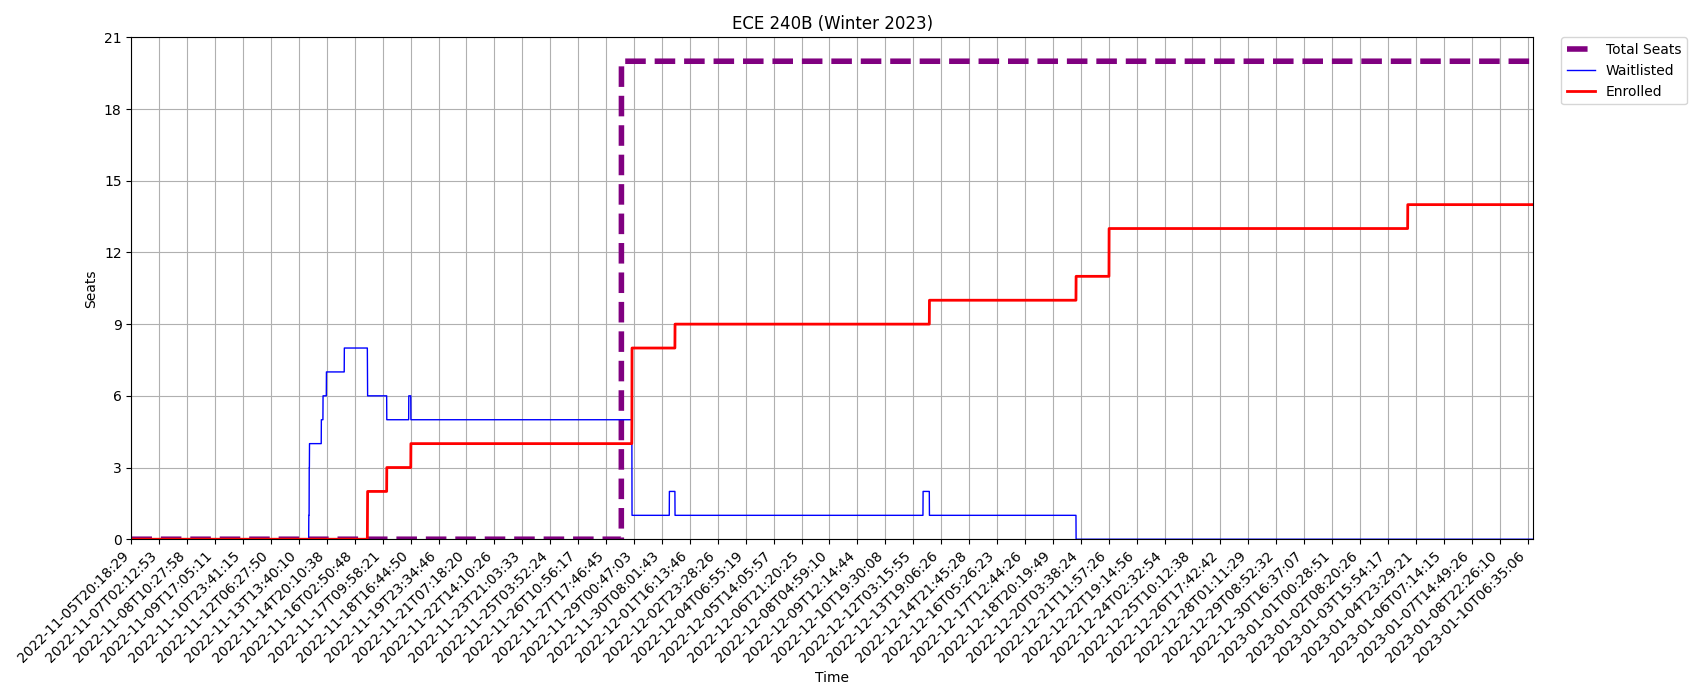 ECE 240B (Winter 2023)
Total Seats
Waitlisted
Enrolled
21
18
15
12
9
6
3
0
Seats
2022-11-05T20:18:29
2022-11-07T02:12:53
2022-11-08T10:27:58
2022-11-09T17:05:11
2022-11-10T23:41:15
2022-11-12T06:27:50
2022-11-13T13:40:10
2022-11-14T20:10:38
2022-11-16T02:50:48
2022-11-17T09:58:21
2022-11-18T16:44:50
2022-11-19T23:34:46
2022-11-21T07:18:20
2022-11-22T14:10:26
2022-11-23T21:03:33
2022-11-25T03:52:24
2022-11-26T10:56:17
2022-11-27T17:46:45
2022-11-29T00:47:03
2022-11-30T08:01:43
2022-12-01T16:13:46
2022-12-02T23:28:26
2022-12-04T06:55:19
2022-12-05T14:05:57
2022-12-06T21:20:25
2022-12-08T04:59:10
2022-12-09T12:14:44
2022-12-10T19:30:08
2022-12-12T03:15:55
2022-12-13T19:06:26
2022-12-14T21:45:28
2022-12-16T05:26:23
2022-12-17T12:44:26
2022-12-18T20:19:49
2022-12-20T03:38:24
2022-12-21T11:57:26
2022-12-22T19:14:56
2022-12-24T02:32:54
2022-12-25T10:12:38
2022-12-26T17:42:42
2022-12-28T01:11:29
2022-12-29T08:52:32
2022-12-30T16:37:07
2023-01-01T00:28:51
2023-01-02T08:20:26
2023-01-03T15:54:17
2023-01-04T23:29:21
2023-01-06T07:14:15
2023-01-07T14:49:26
2023-01-08T22:26:10
2023-01-10T06:35:06
Time